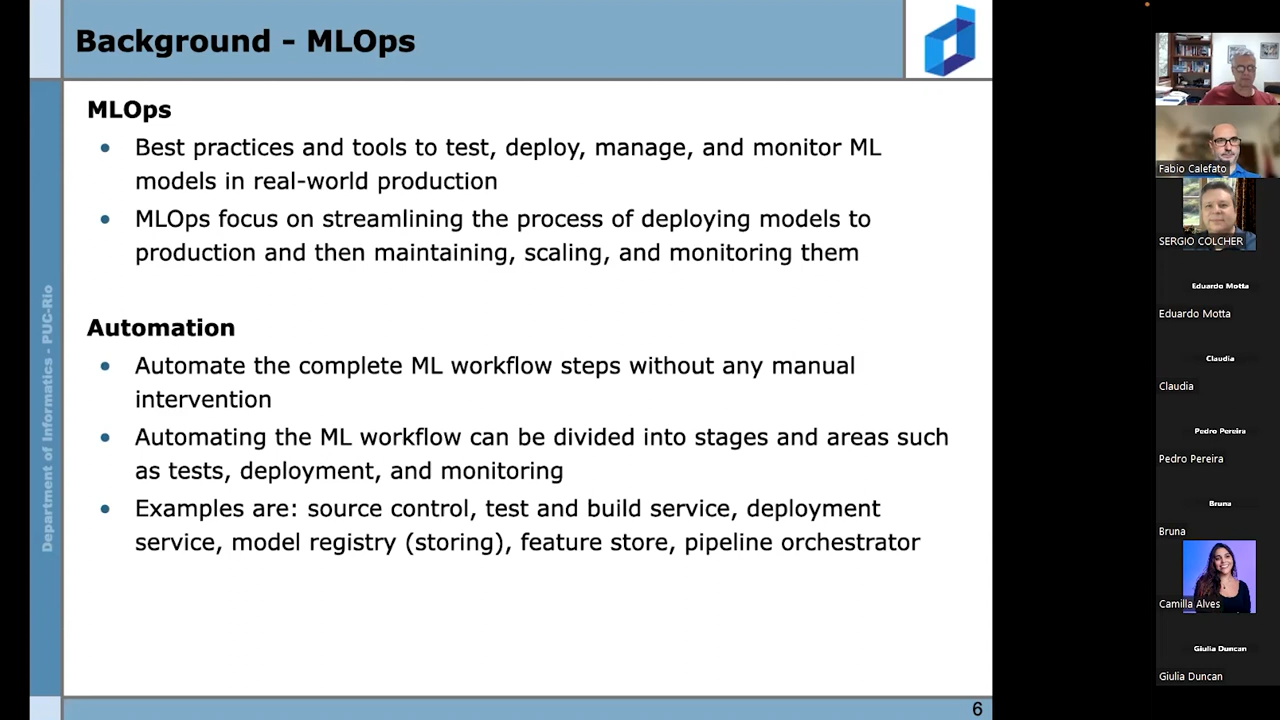 Background - MLOps
MLOps
• Best practices and tools to test, deploy, manage, and monitor ML
models in real-world production
• MLOps focus on streamlining the process of deploying models to
production and then maintaining, scaling, and monitoring them
Automation
• Automate the complete ML workflow steps without any manual
intervention
• Automating the ML workflow can be divided into stages and areas such
as tests, deployment, and monitoring
• Examples are: source control, test and build service, deployment
service, model registry (storing), feature store, pipeline orchestrator
Department of Informatics - PUC-Rio
6
Fabio Calefato
SERGIO COLCHER
Eduardo Motta
Eduardo Motta
Claudia
Claudia
Pedro Pereira
Pedro Pereira
Bruna
Bruna
Camilla Alves
Giulia Duncan
Giulia Duncan